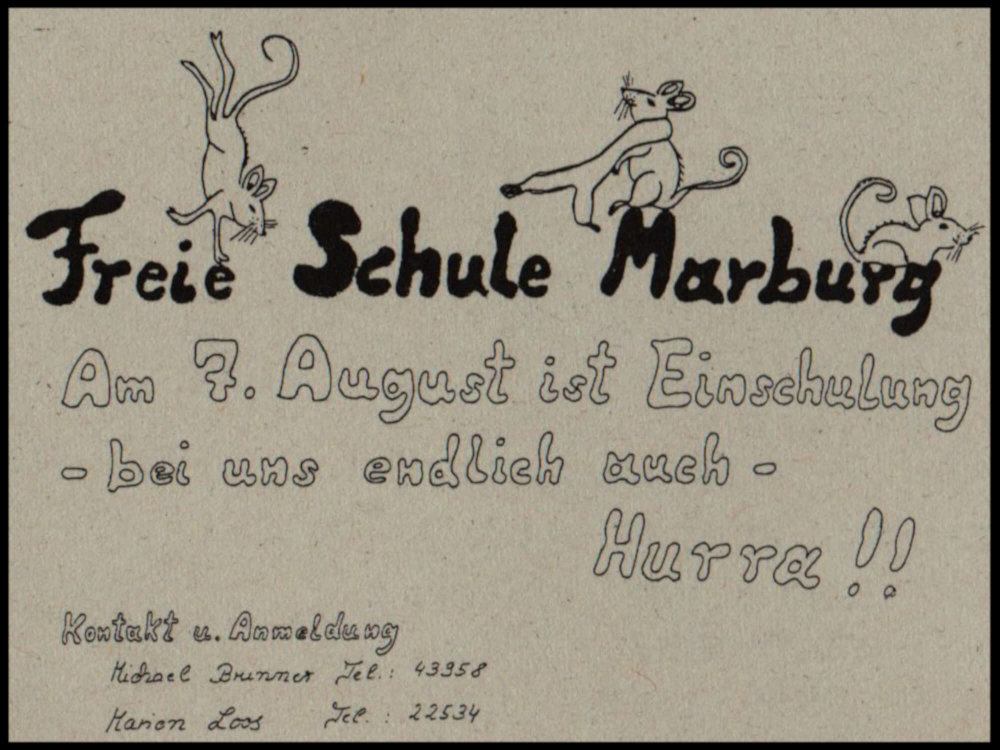 Freie Schule Marburg
Am 7. August ist Einschulung
- bei uns endlich auch -
Hurra !!
Kontakt u. Anmeldung
Michael Brunner Tel.: 43958
Marion Loos Tel. : 22534